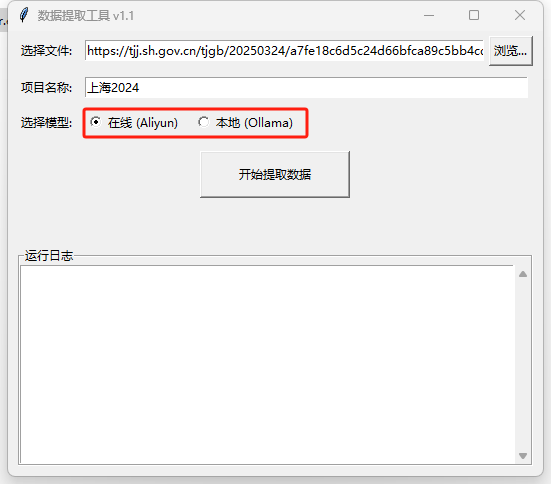 数据提取工具 v1.1
选择文件: https://tjj.sh.gov.cn/tjgb/20250324/a7fe18c6d5c24d66bfca89c5bb4cc 浏览...
项目名称: 上海2024
选择模型: 在线 (Aliyun) 本地 (Ollama)
开始提取数据
运行日志